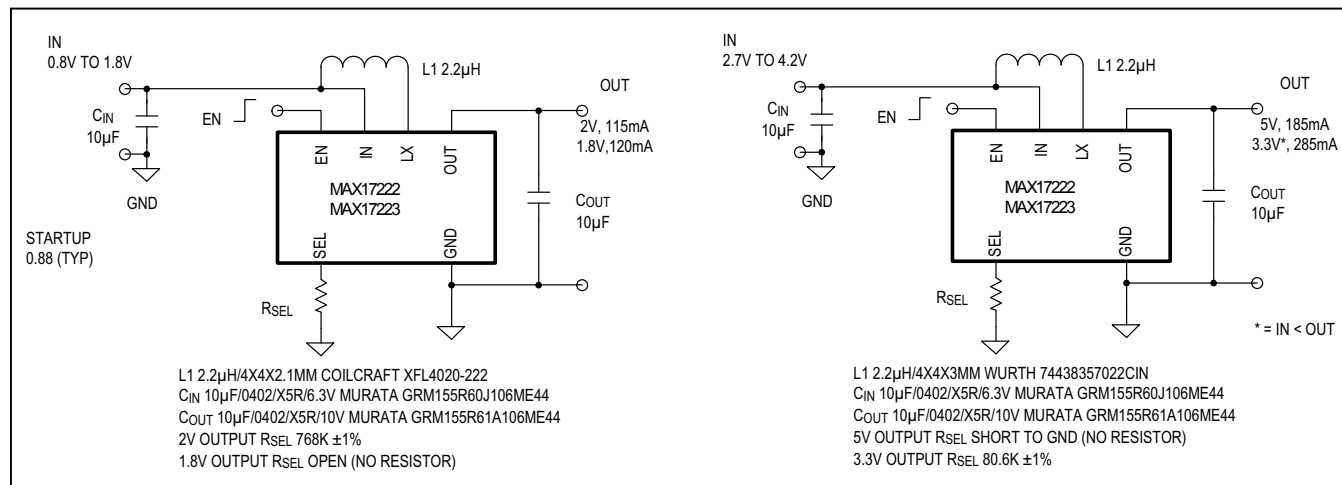 IN
0.8V TO 1.8V
L1 2.2µH
OUT
CIN
10µF
EN
2V, 115mA
1.8V,120mA
EN
IN
LX
OUT
MAX17222
MAX17223
GND
COUT
10µF
STARTUP
0.88 (TYP)
SEL
GND
RSEL
L1 2.2µH/4X4X2.1MM COILCRAFT XFL4020-222
CIN 10µF/0402/X5R/6.3V MURATA GRM155R60J106ME44
COUT 10µF/0402/X5R/10V MURATA GRM155R61A106ME44
2V OUTPUT RSEL 768K ±1%
1.8V OUTPUT RSEL OPEN (NO RESISTOR)
IN
2.7V TO 4.2V
L1 2.2µH
OUT
CIN
10µF
EN
5V, 185mA
3.3V*, 285mA
EN
IN
LX
OUT
MAX17222
MAX17223
GND
COUT
10µF
SEL
GND
RSEL
* = IN < OUT
L1 2.2µH/4X4X3MM WURTH 74438357022CIN
CIN 10µF/0402/X5R/6.3V MURATA GRM155R60J106ME44
COUT 10µF/0402/X5R/10V MURATA GRM155R61A106ME44
5V OUTPUT RSEL SHORT TO GND (NO RESISTOR)
3.3V OUTPUT RSEL 80.6K ±1%